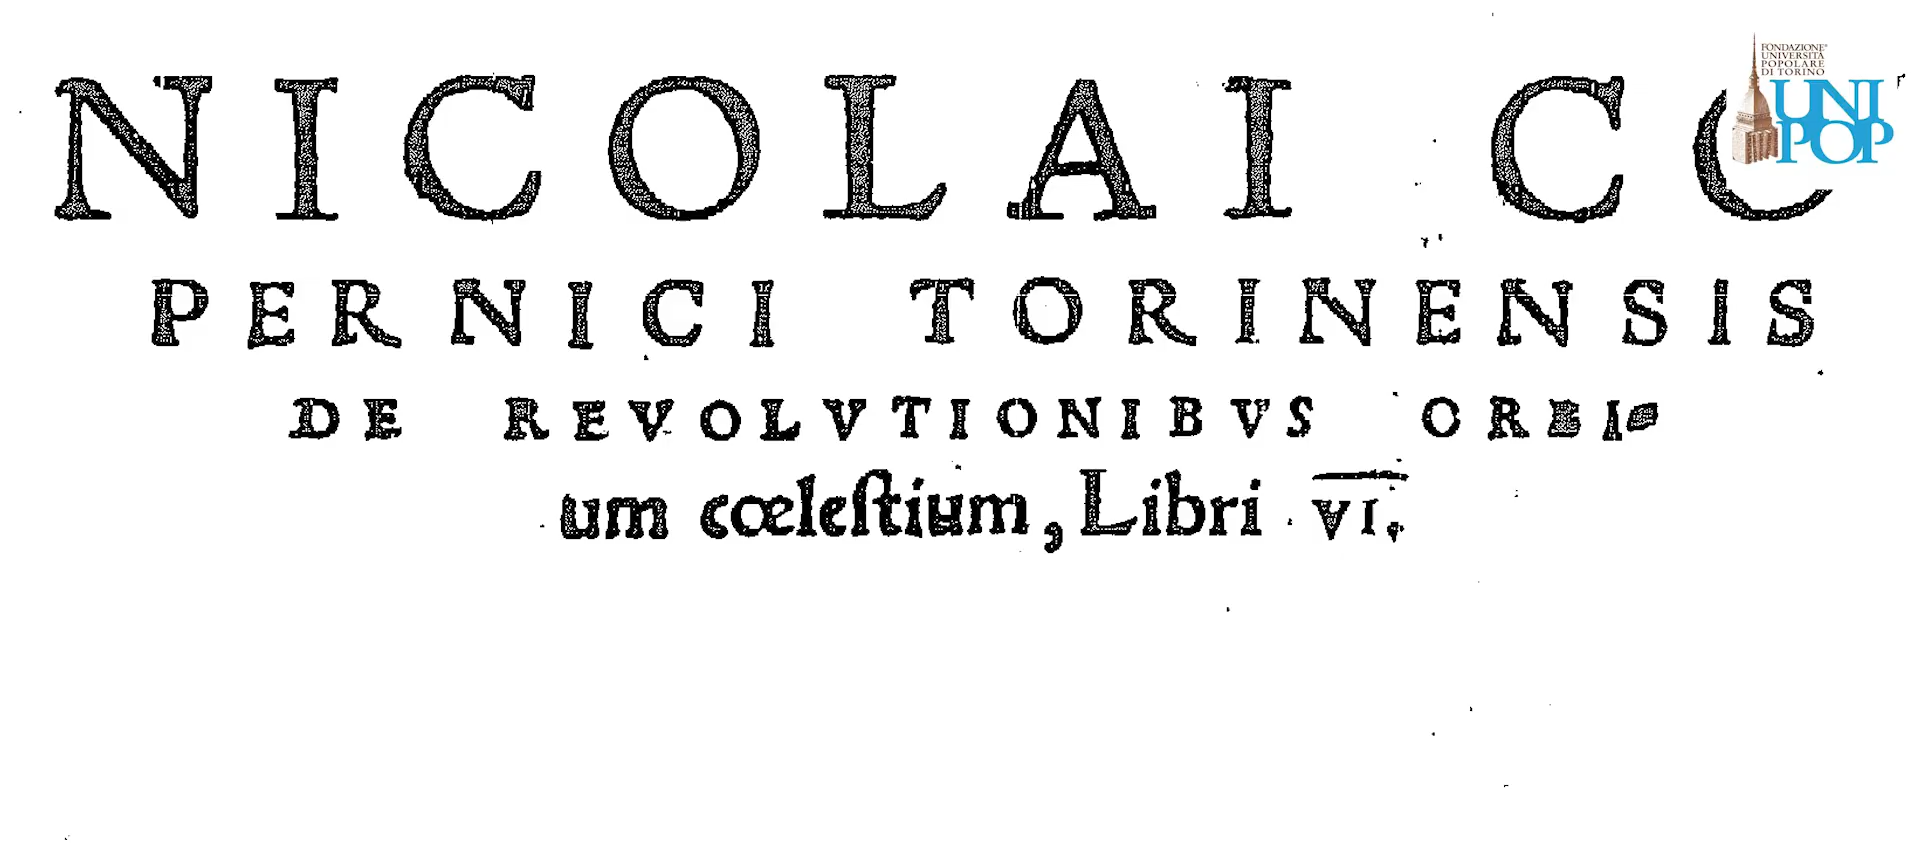 NICOLAI CO
PERNICI TORINENSIS
DE REVOLVTIONIBVS ORBI-
um cœlestium, Libri VI.
FONDAZIONE
UNIVERSITÀ
POPOLARE
DI TORINO
UNI
POP